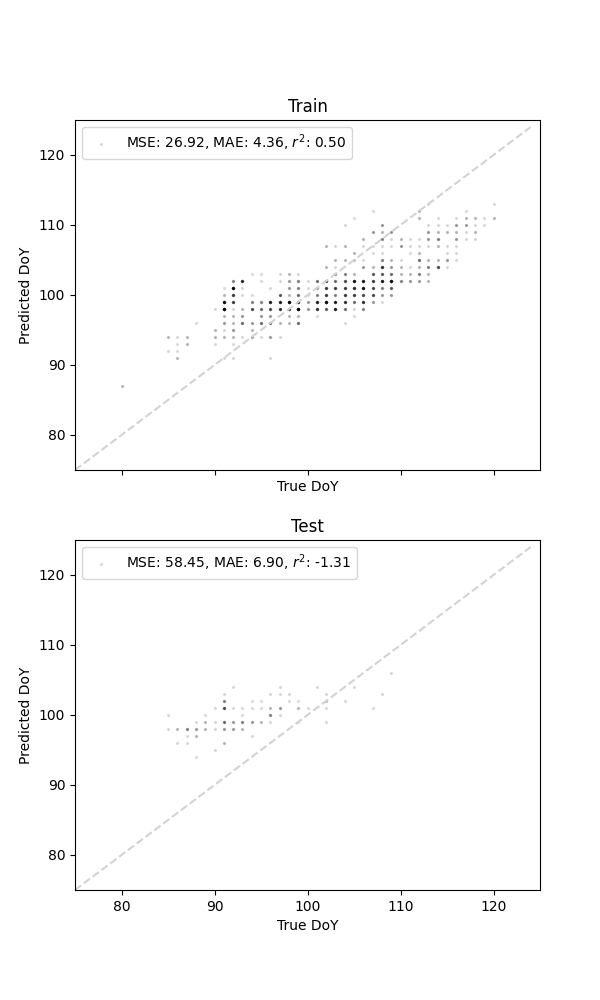 Train
MSE: 26.92, MAE: 4.36, r²: 0.50
120
110
100
90
80
Predicted DoY
True DoY
Test
MSE: 58.45, MAE: 6.90, r²: -1.31
120
110
100
90
80
Predicted DoY
80 90 100 110 120
True DoY